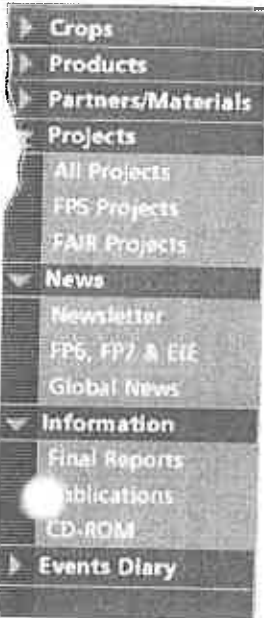 Crops
Products
Partners/Materials
Projects
All Projects
FP5 Projects
FAIR Projects
News
Newsletter
FP6, FP7 & EIE
Global News
Information
Final Reports
CD-ROM
Events Diary